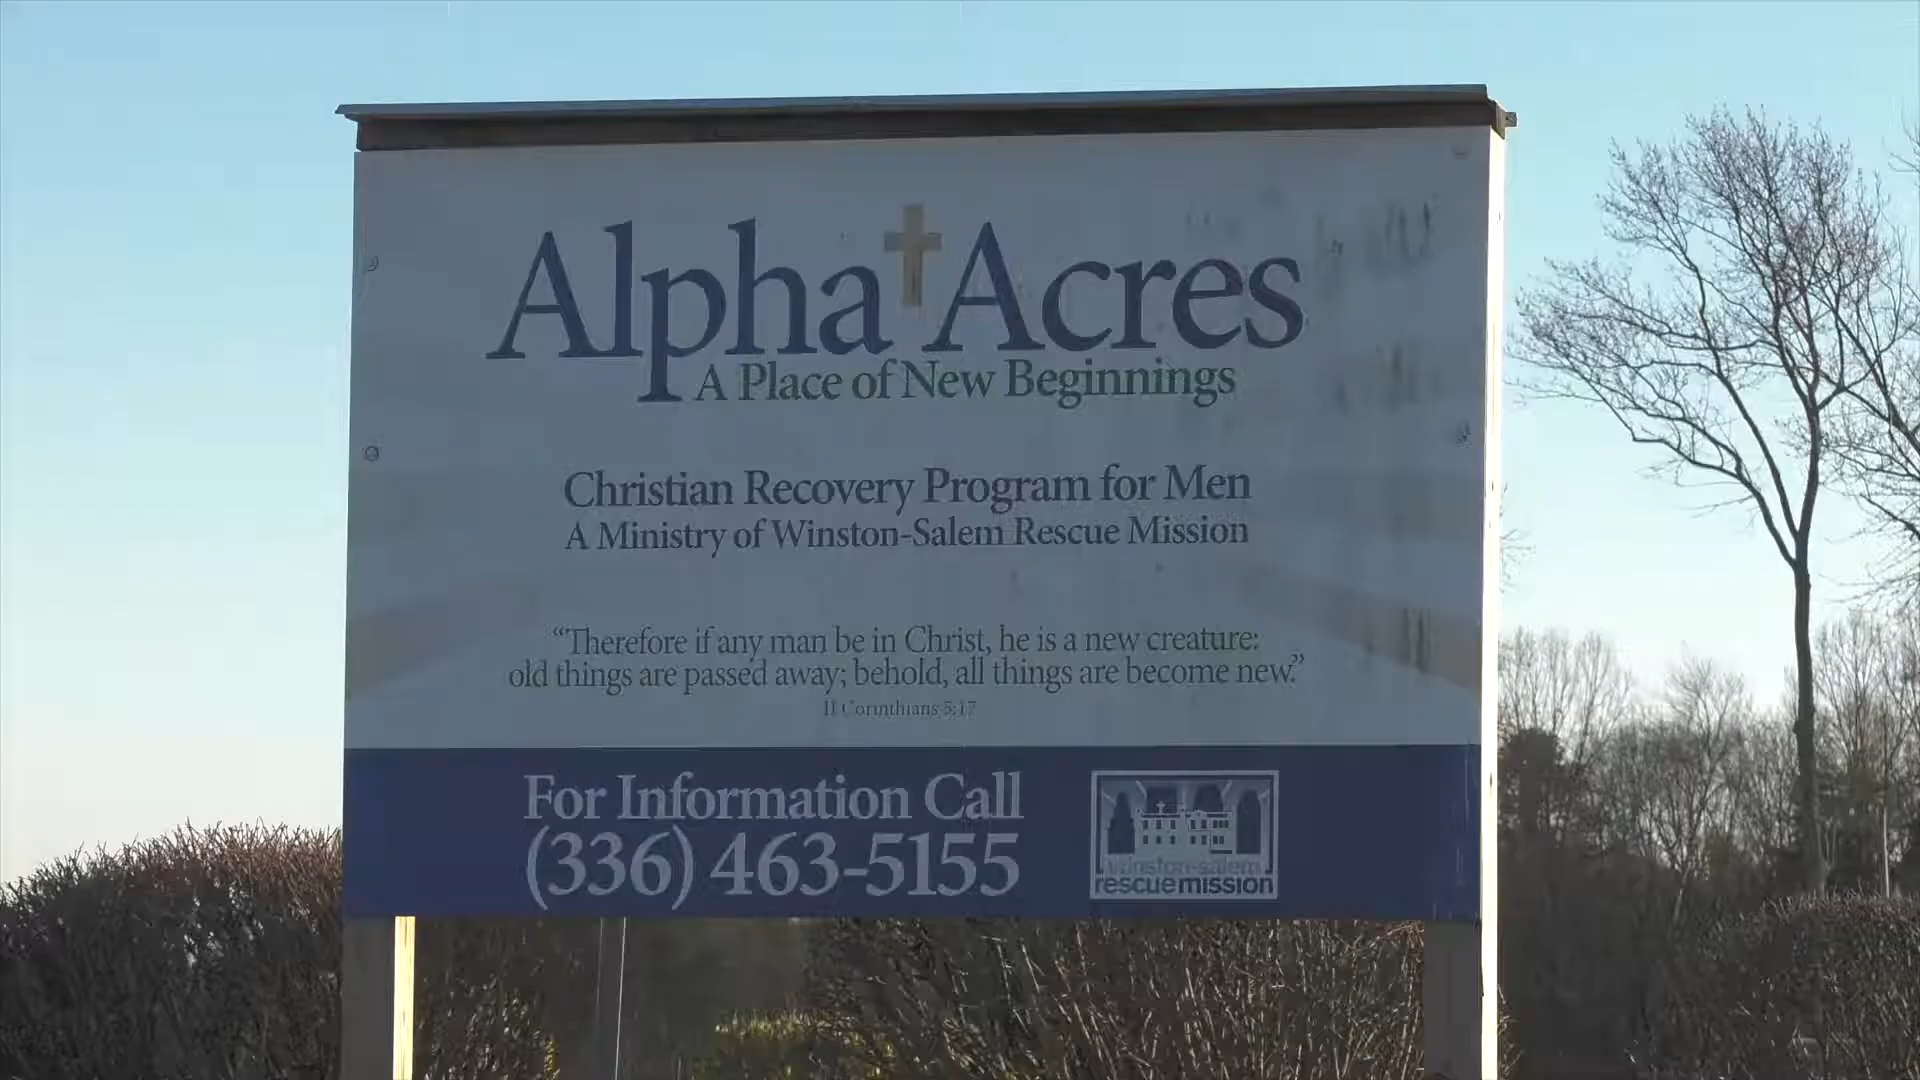 Alpha Acres
A Place of New Beginnings
Christian Recovery Program for Men
A Ministry of Winston-Salem Rescue Mission
“Therefore if any man be in Christ, he is a new creature:
old things are passed away; behold, all things are become new.”
II Corinthians 5:17
For Information Call
(336) 463-5155
winston-salem
rescue mission